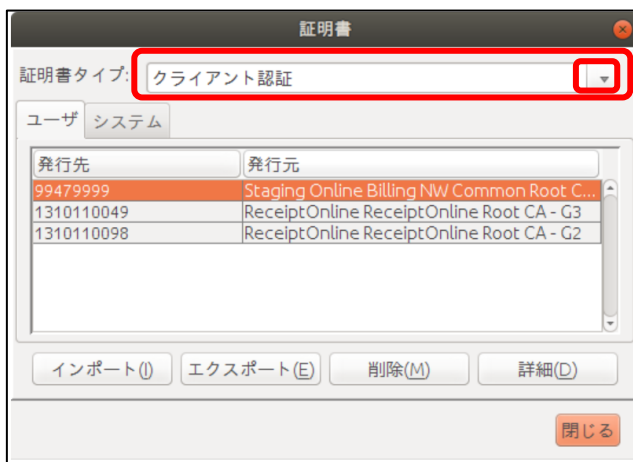 証明書
証明書タイプ: クライアント認証
ユーザ システム
発行先 発行元
99479999 Staging Online Billing NW Common Root C...
1310110049 ReceiptOnline ReceiptOnline Root CA - G3
1310110098 ReceiptOnline ReceiptOnline Root CA - G2
インポート(I) エクスポート(E) 削除(M) 詳細(D)
閉じる